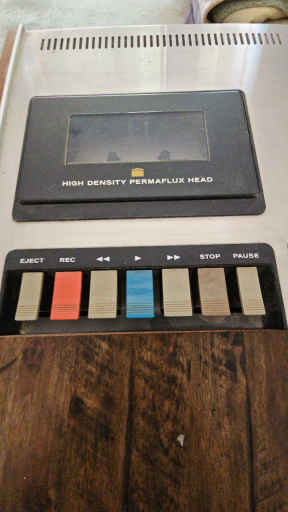 HIGH DENSITY PERMAFLUX HEAD
EJECT REC ◀◀ ▶ ▶▶ STOP PAUSE